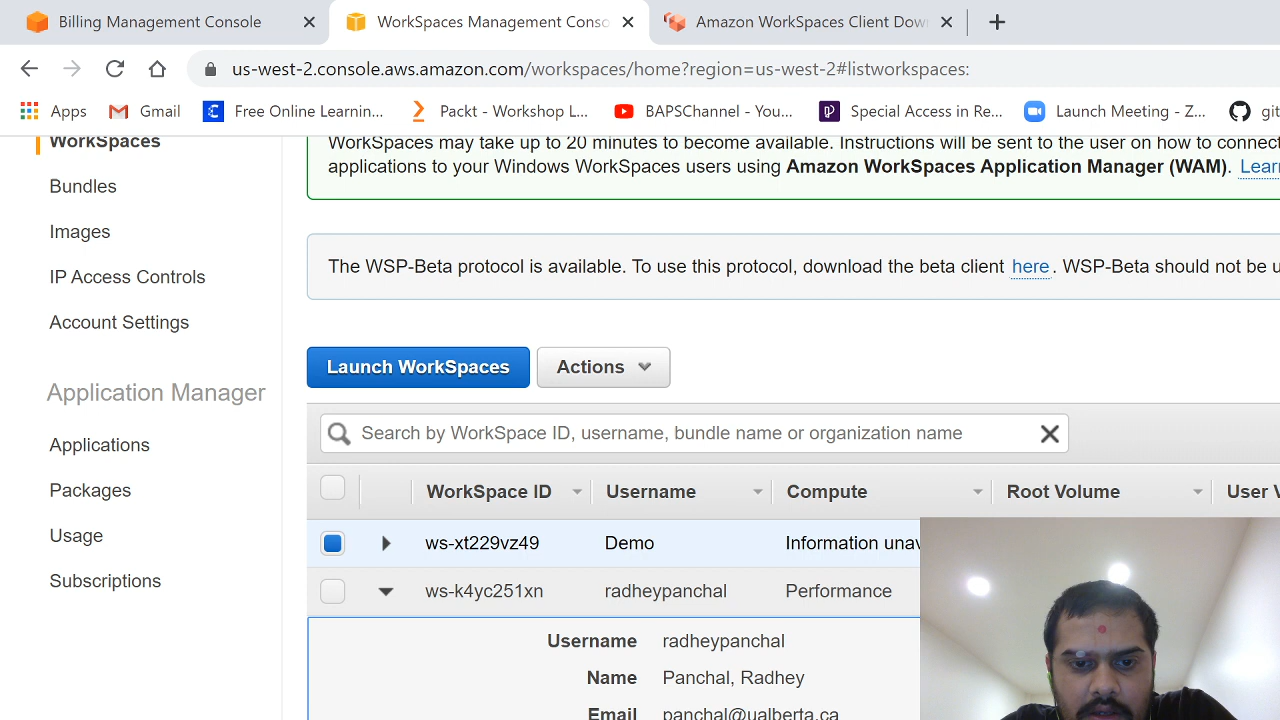 Billing Management Console
WorkSpaces Management Conso
Amazon WorkSpaces Client Dow
us-west-2.console.aws.amazon.com/workspaces/home?region=us-west-2#listworkspaces:
Apps Gmail Free Online Learnin... Packt - Workshop L... BAPSChannel - You... Special Access in Re... Launch Meeting - Z... git
WorkSpaces
Bundles
Images
IP Access Controls
Account Settings
Application Manager
Applications
Packages
Usage
Subscriptions
WorkSpaces may take up to 20 minutes to become available. Instructions will be sent to the user on how to connect
applications to your Windows WorkSpaces users using Amazon WorkSpaces Application Manager (WAM). Lear
The WSP-Beta protocol is available. To use this protocol, download the beta client here. WSP-Beta should not be u
Launch WorkSpaces Actions
Search by WorkSpace ID, username, bundle name or organization name
WorkSpace ID Username Compute Root Volume User V
ws-xt229vz49 Demo Information unav
ws-k4yc251xn radheypanchal Performance
Username radheypanchal
Name Panchal, Radhey
Email panchal@ualberta.ca